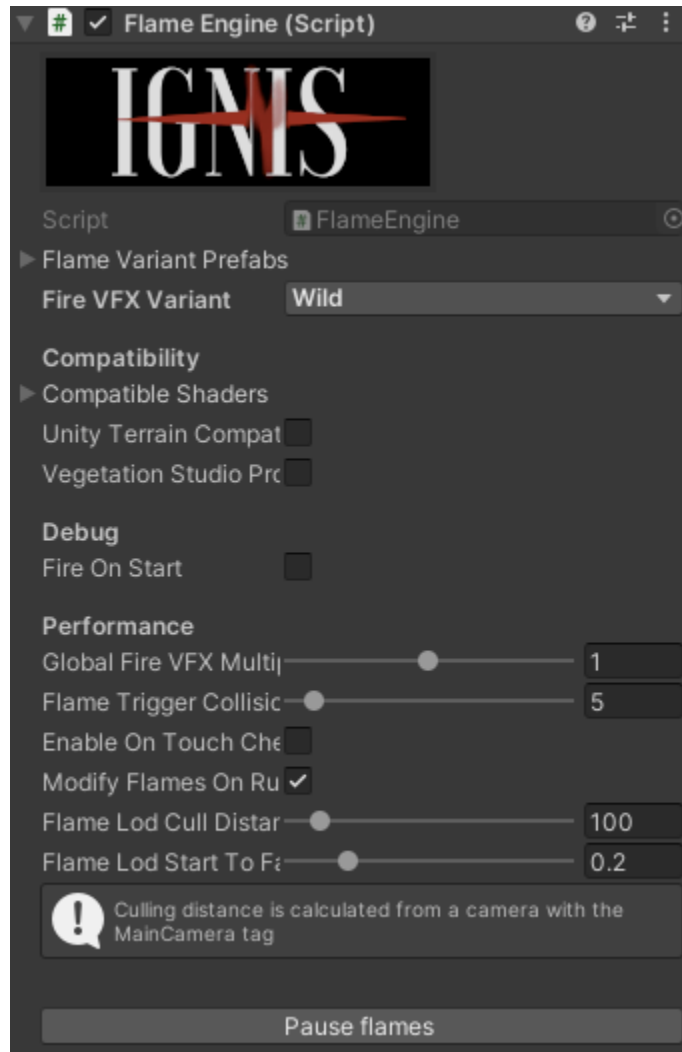 Flame Engine (Script)
IGNIS
Script FlameEngine
Flame Variant Prefabs
Fire VFX Variant Wild
Compatibility
Compatible Shaders
Unity Terrain Compat
Vegetation Studio Pro
Debug
Fire On Start
Performance
Global Fire VFX Multip 1
Flame Trigger Collisic 5
Enable On Touch Che
Modify Flames On Ru
Flame Lod Cull Distar 100
Flame Lod Start To Fa 0.2
Culling distance is calculated from a camera with the
MainCamera tag
Pause flames